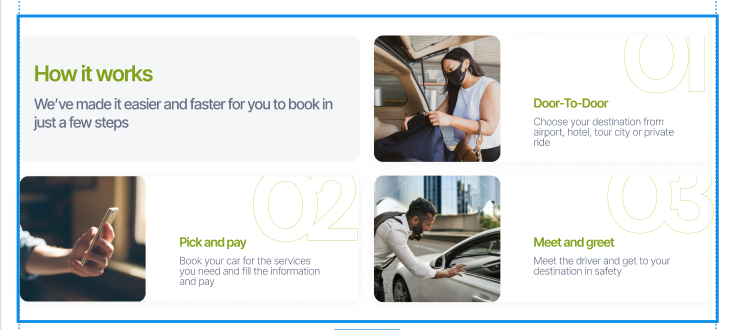 How it works
We've made it easier and faster for you to book in
just a few steps
01
Door-To-Door
Choose your destination from
airport, hotel, tour city or private
ride
02
Pick and pay
Book your car for the services
you need and fill the information
and pay
03
Meet and greet
Meet the driver and get to your
destination in safety